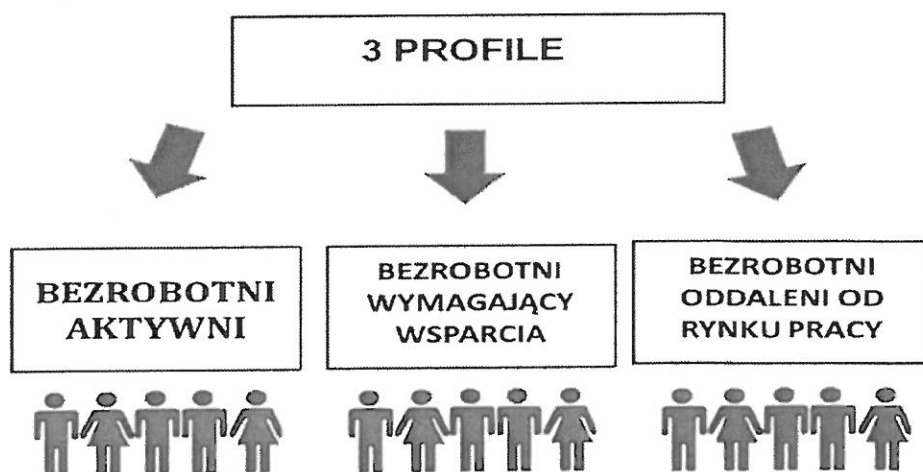 3 PROFILE
BEZROBOTNI
AKTYWNI
BEZROBOTNI
WYMAGAJĄCY
WSPARCIA
BEZROBOTNI
ODDALENI OD
RYNKU PRACY